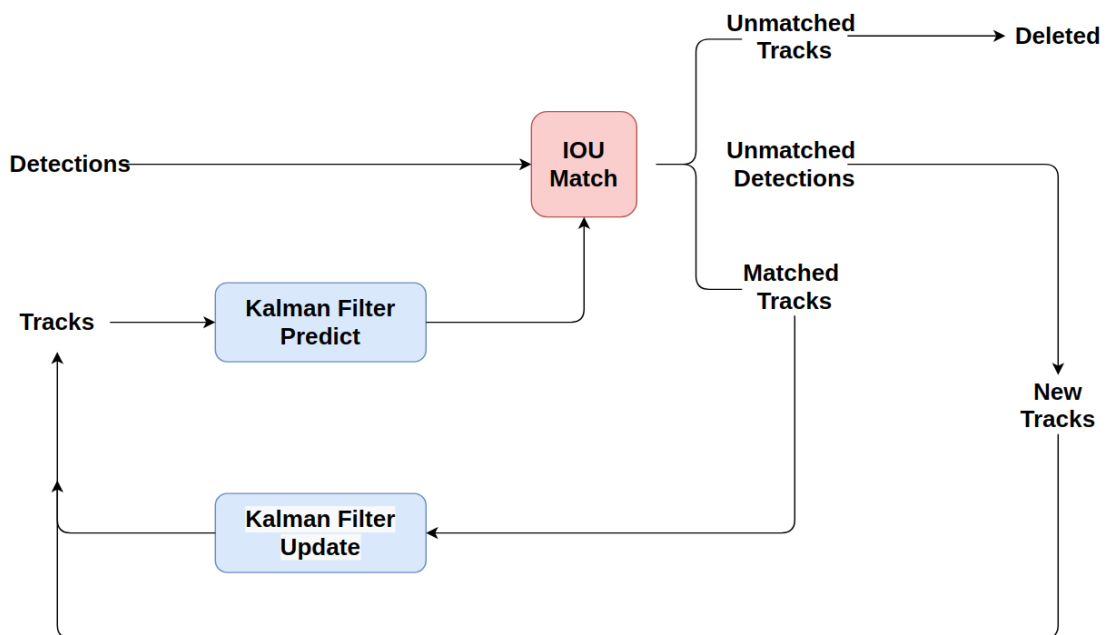 Unmatched
Tracks
Deleted
Detections
IOU
Match
Unmatched
Detections
Matched
Tracks
Tracks
Kalman Filter
Predict
New
Tracks
Kalman Filter
Update